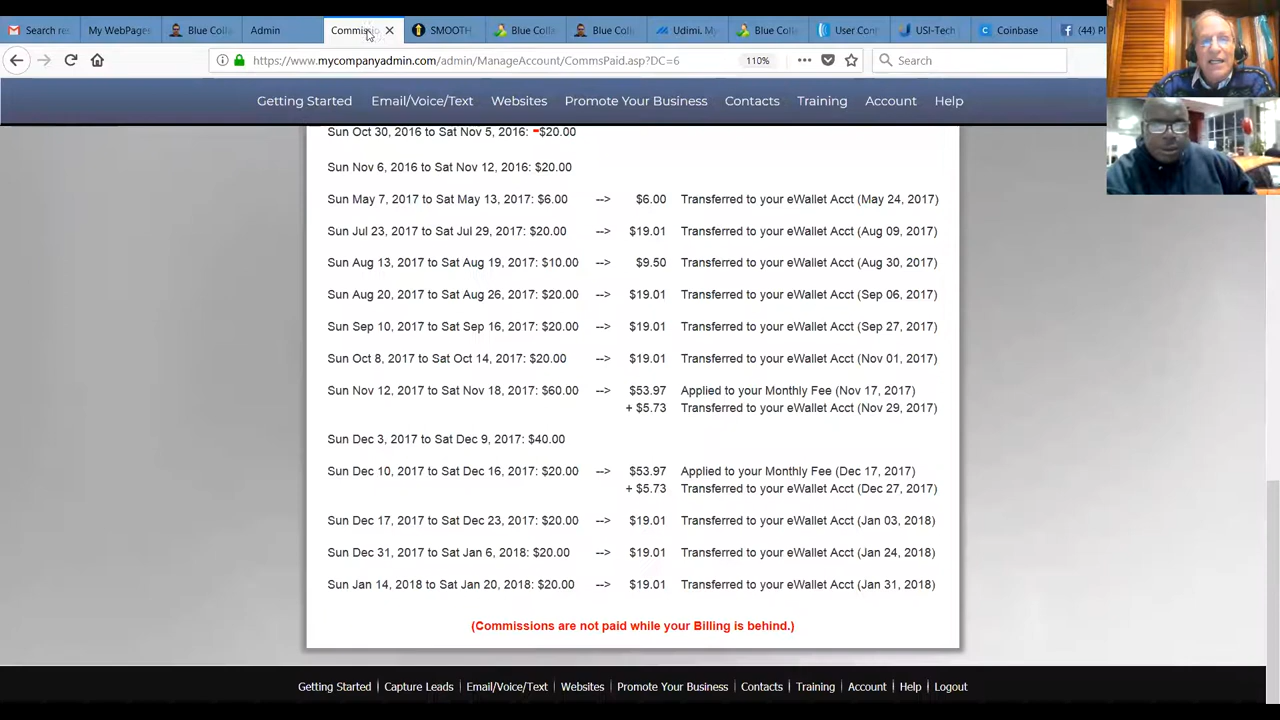 Search re
My WebPages
Blue Colla
Admin
Commissio
SMOOTH
Blue Coll
Blue Coll
Udimi. My
Blue Colla
User Cont
USI-Tech
Coinbase
(44) Pl
https://www.mycompanyadmin.com/admin/ManageAccount/CommsPaid.asp?DC=6
110%
Search
Getting Started Email/Voice/Text Websites Promote Your Business Contacts Training Account Help
Sun Oct 30, 2016 to Sat Nov 5, 2016: -$20.00
Sun Nov 6, 2016 to Sat Nov 12, 2016: $20.00
Sun May 7, 2017 to Sat May 13, 2017: $6.00 --> $6.00 Transferred to your eWallet Acct (May 24, 2017)
Sun Jul 23, 2017 to Sat Jul 29, 2017: $20.00 --> $19.01 Transferred to your eWallet Acct (Aug 09, 2017)
Sun Aug 13, 2017 to Sat Aug 19, 2017: $10.00 --> $9.50 Transferred to your eWallet Acct (Aug 30, 2017)
Sun Aug 20, 2017 to Sat Aug 26, 2017: $20.00 --> $19.01 Transferred to your eWallet Acct (Sep 06, 2017)
Sun Sep 10, 2017 to Sat Sep 16, 2017: $20.00 --> $19.01 Transferred to your eWallet Acct (Sep 27, 2017)
Sun Oct 8, 2017 to Sat Oct 14, 2017: $20.00 --> $19.01 Transferred to your eWallet Acct (Nov 01, 2017)
Sun Nov 12, 2017 to Sat Nov 18, 2017: $60.00 --> $53.97 Applied to your Monthly Fee (Nov 17, 2017)
+ $5.73 Transferred to your eWallet Acct (Nov 29, 2017)
Sun Dec 3, 2017 to Sat Dec 9, 2017: $40.00
Sun Dec 10, 2017 to Sat Dec 16, 2017: $20.00 --> $53.97 Applied to your Monthly Fee (Dec 17, 2017)
+ $5.73 Transferred to your eWallet Acct (Dec 27, 2017)
Sun Dec 17, 2017 to Sat Dec 23, 2017: $20.00 --> $19.01 Transferred to your eWallet Acct (Jan 03, 2018)
Sun Dec 31, 2017 to Sat Jan 6, 2018: $20.00 --> $19.01 Transferred to your eWallet Acct (Jan 24, 2018)
Sun Jan 14, 2018 to Sat Jan 20, 2018: $20.00 --> $19.01 Transferred to your eWallet Acct (Jan 31, 2018)
(Commissions are not paid while your Billing is behind.)
Getting Started | Capture Leads | Email/Voice/Text | Websites | Promote Your Business | Contacts | Training | Account | Help | Logout